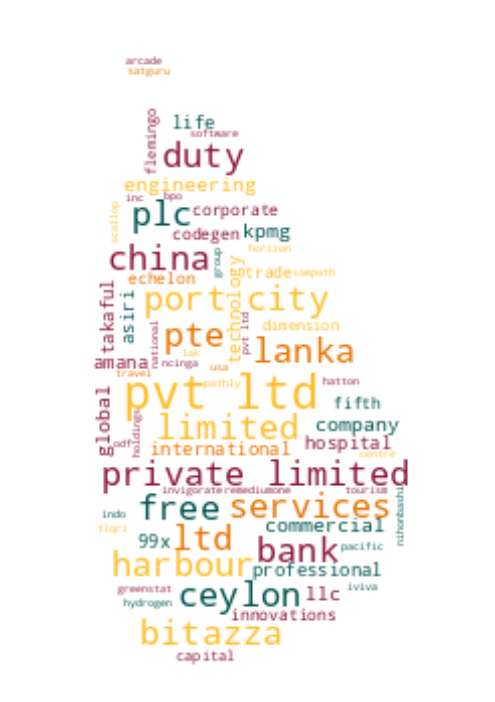 arcade
satguru
flemingo
life
software
duty
engineering
inc
bpo
scallop
plc
corporate
codegen
kpmg
china
group
horizon
echelon
technology
trade
sampath
takaful
asiri
port city
national
pte
pvt ltd
dimension
amana
lak
ncinga
lanka
travel
usa
pathly
hatton
pvt ltd
global
holdings
fifth
limited
company
odf
international
hospital
centre
private limited
invigorate
remediumone
tourism
nihonbashi
indo
free
services
tiqri
commercial
99x
ltd
bank
pacific
harbour
professional
greenstat
ceylon
llc
iviva
hydrogen
innovations
bitazza
capital